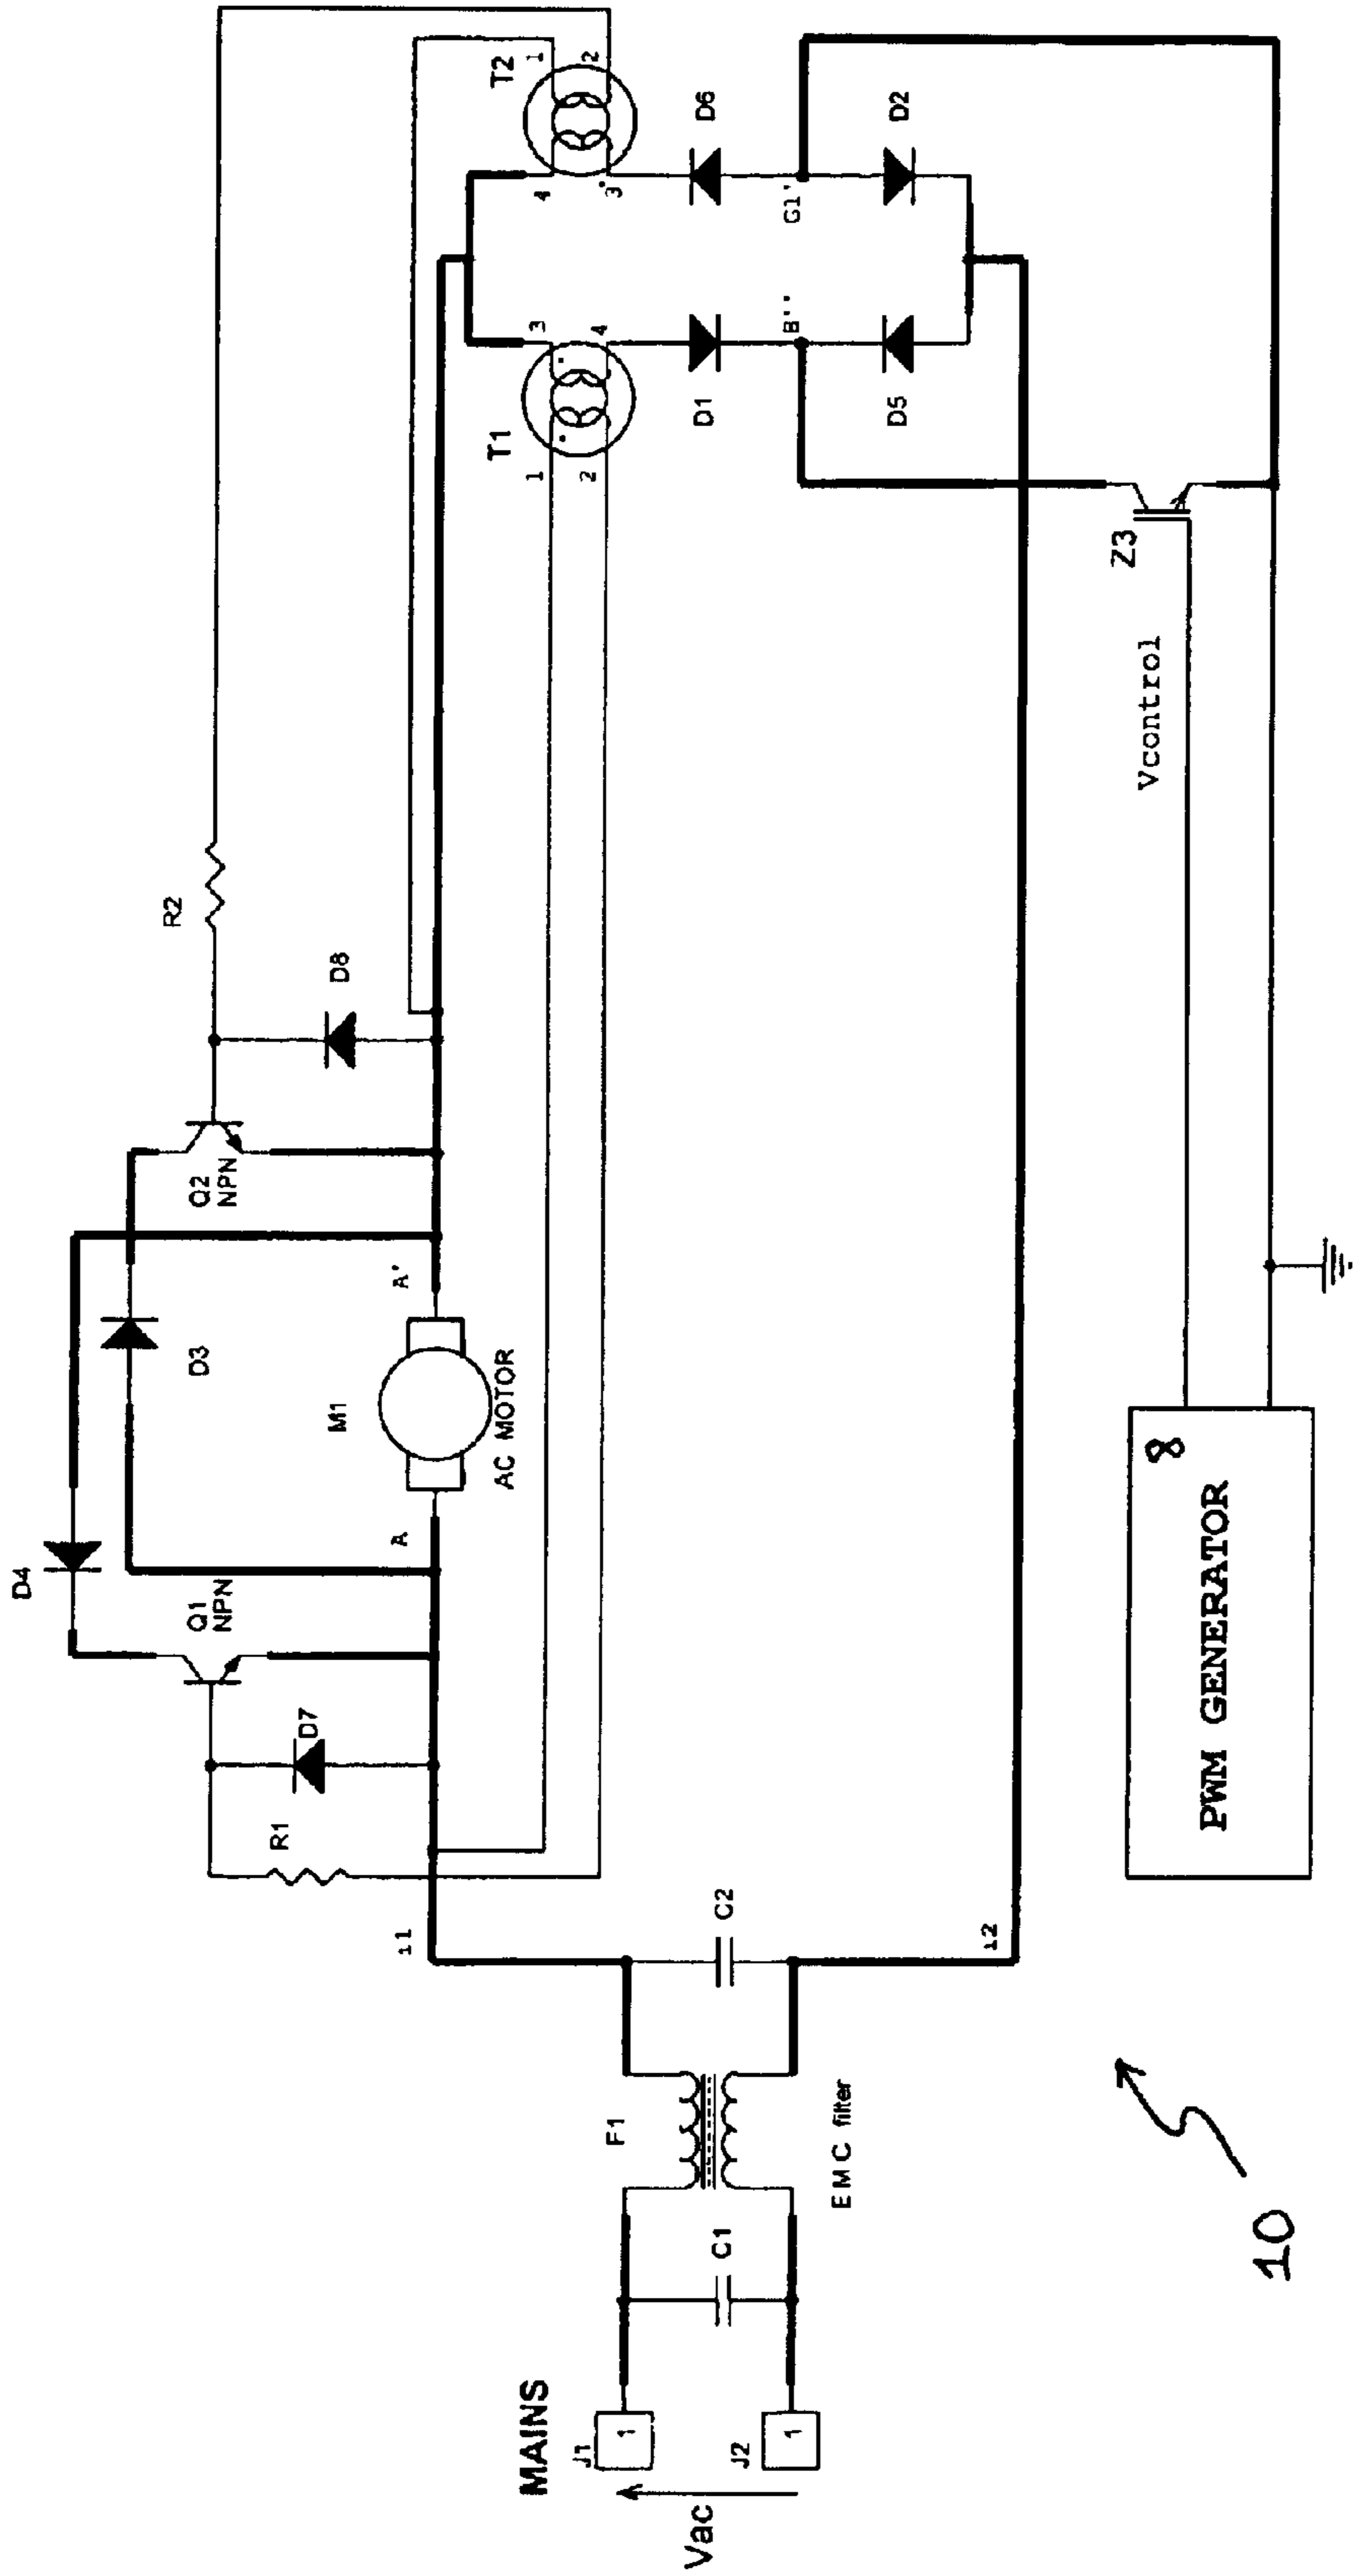 MAINS
J1
1
J2
1
Vac
C1
F1
EMC filter
C2
i1
i2
R1
D7
Q1
NPN
D4
D3
A
M1
AC MOTOR
A'
Q2
NPN
D8
R2
T1
1
2
3
4
T2
1
2
3
4
D1
D6
B''
G1'
D5
D2
Z3
Vcontrol
PWM GENERATOR
8
10